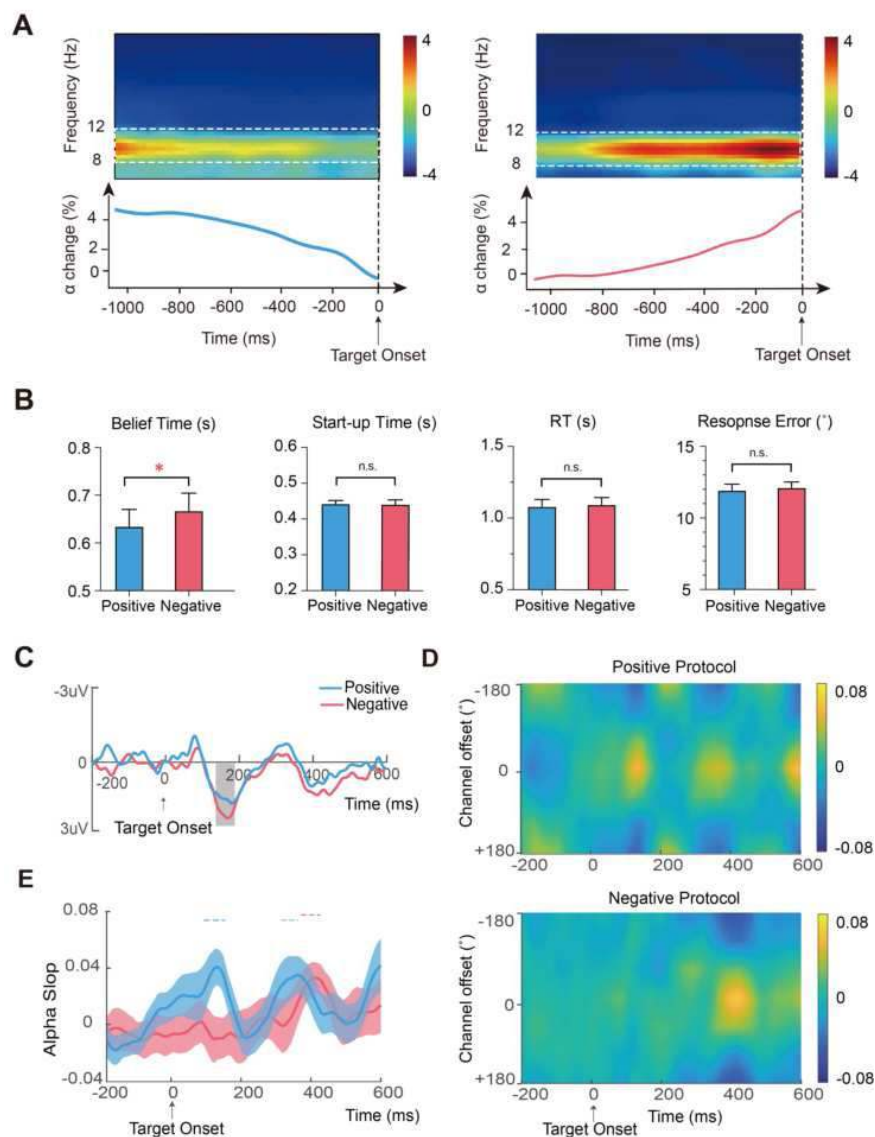 A
Frequency (Hz)
12
8
4
0
-4
α change (%)
4
2
0
-1000 -800 -600 -400 -200 0
Time (ms)
Target Onset
Frequency (Hz)
12
8
4
0
-4
α change (%)
4
2
0
-1000 -800 -600 -400 -200 0
Time (ms)
Target Onset
B
Belief Time (s)
0.8
0.7
0.6
0.5
*
Positive Negative
Start-up Time (s)
0.6
0.5
0.4
0.3
0.2
n.s.
Positive Negative
RT (s)
1.5
1.0
0.5
n.s.
Positive Negative
Resopnse Error (°)
15
12
5
n.s.
Positive Negative
C
-3uV
0
3uV
Positive
Negative
-200 0 200 400 600
Time (ms)
Target Onset
D
Positive Protocol
Channel offset (°)
-180
0
+180
-200 0 200 400 600
0.08
0
-0.08
Negative Protocol
Channel offset (°)
-180
0
+180
-200 0 200 400 600
0.08
0
-0.08
Target Onset
Time (ms)
E
Alpha Slop
0.08
0.04
0
-0.04
-200 0 200 400 600
Target Onset
Time (ms)